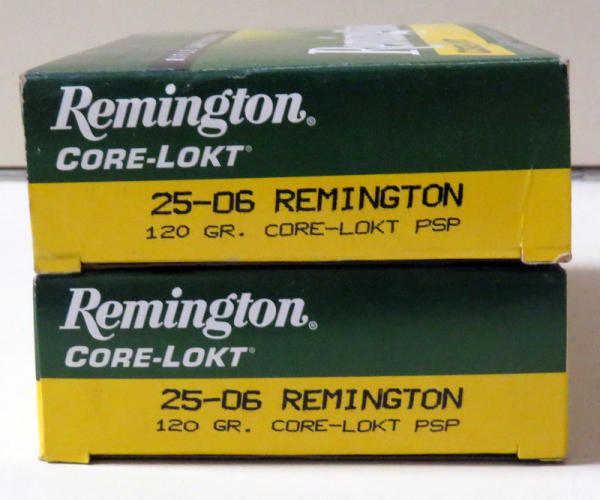 Remington®
CORE-LOKT®
25-06 REMINGTON
120 GR. CORE-LOKT PSP
Remington®
CORE-LOKT®
25-06 REMINGTON
120 GR. CORE-LOKT PSP